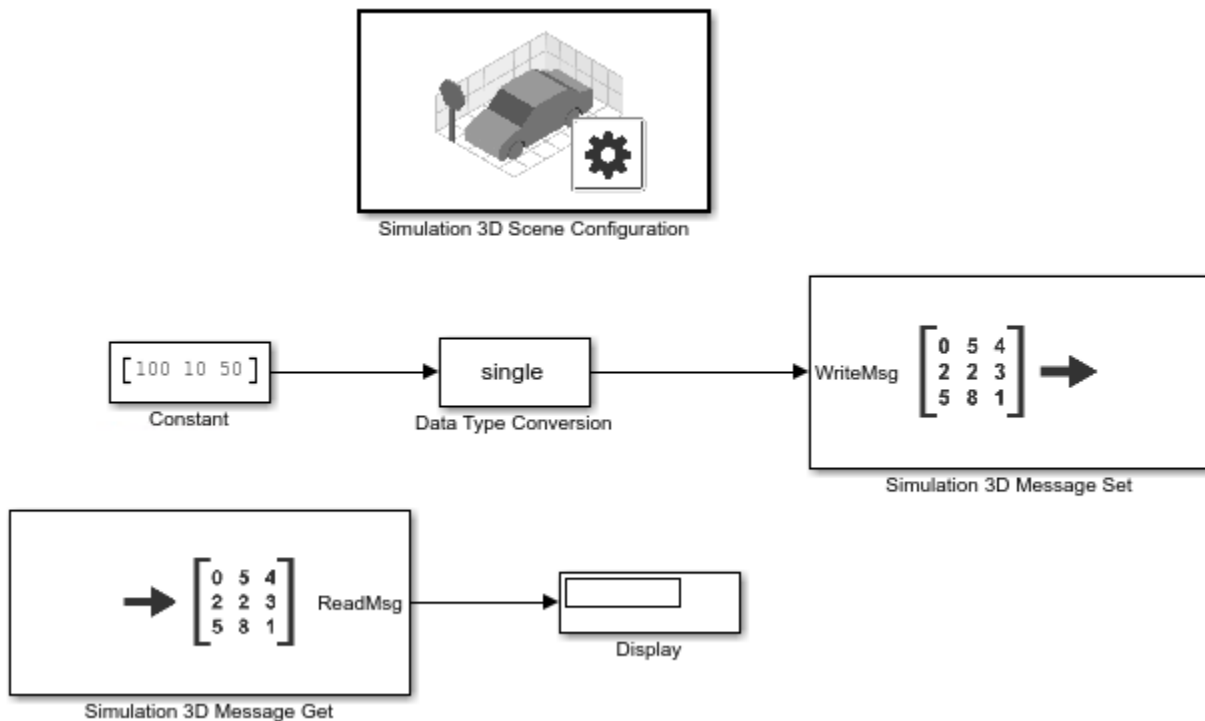 Simulation 3D Scene Configuration
[100 10 50]
Constant
single
Data Type Conversion
WriteMsg
0 5 4
2 2 3
5 8 1
Simulation 3D Message Set
0 5 4
2 2 3
5 8 1
ReadMsg
Simulation 3D Message Get
Display